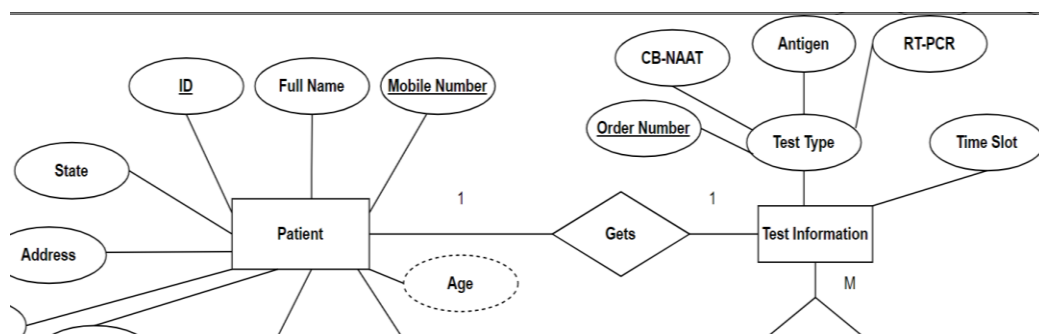 Antigen
RT-PCR
CB-NAAT
ID
Full Name
Mobile Number
Order Number
Test Type
Time Slot
State
1
1
Patient
Gets
Test Information
Address
Age
M